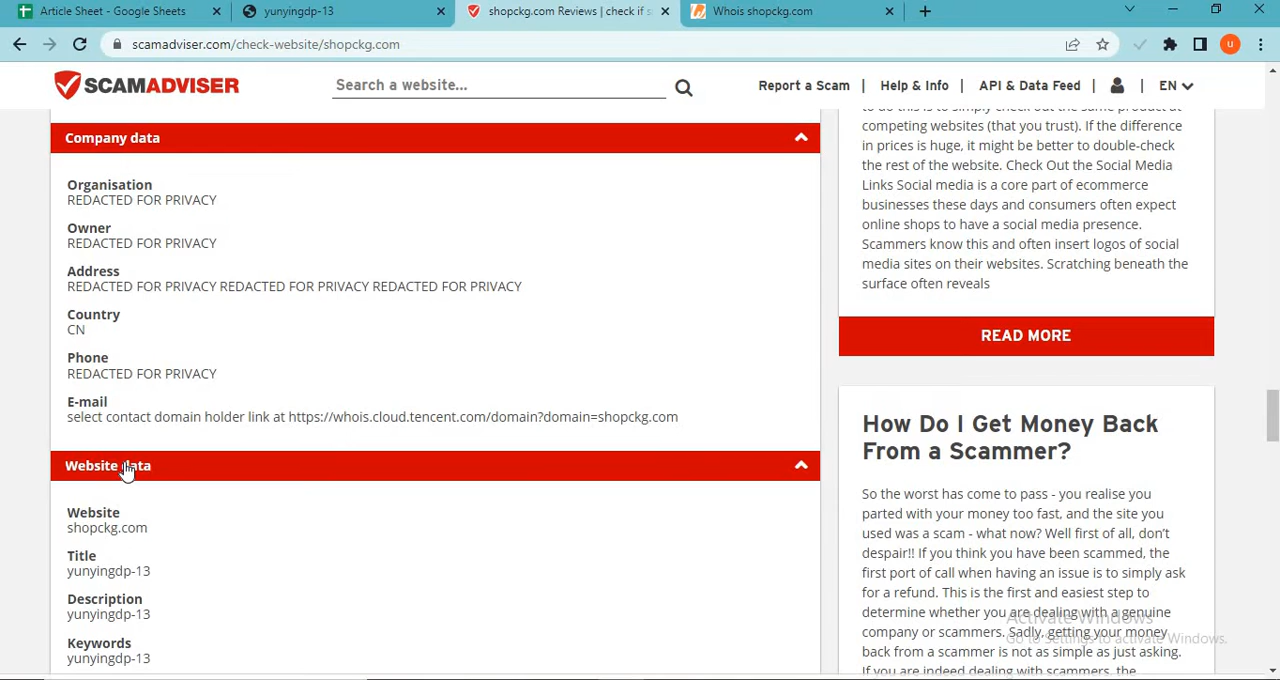 Article Sheet - Google Sheets
yunyingdp-13
shopckg.com Reviews | check if s
Whois shopckg.com
scamadviser.com/check-website/shopckg.com
u
SCAMADVISER
Search a website...
Report a Scam | Help & Info | API & Data Feed | | EN
Company data
Organisation
REDACTED FOR PRIVACY
Owner
REDACTED FOR PRIVACY
Address
REDACTED FOR PRIVACY REDACTED FOR PRIVACY REDACTED FOR PRIVACY
Country
CN
Phone
REDACTED FOR PRIVACY
E-mail
select contact domain holder link at https://whois.cloud.tencent.com/domain?domain=shopckg.com
Website data
Website
shopckg.com
Title
yunyingdp-13
Description
yunyingdp-13
Keywords
yunyingdp-13
to do this is to simply check out the same product at
competing websites (that you trust). If the difference
in prices is huge, it might be better to double-check
the rest of the website. Check Out the Social Media
Links Social media is a core part of ecommerce
businesses these days and consumers often expect
online shops to have a social media presence.
Scammers know this and often insert logos of social
media sites on their websites. Scratching beneath the
surface often reveals
READ MORE
How Do I Get Money Back
From a Scammer?
So the worst has come to pass - you realise you
parted with your money too fast, and the site you
used was a scam - what now? Well first of all, don't
despair!! If you think you have been scammed, the
first port of call when having an issue is to simply ask
for a refund. This is the first and easiest step to
determine whether you are dealing with a genuine
company or scammers. Sadly, getting your money
back from a scammer is not as simple as just asking.
If you are indeed dealing with scammers, the
Activate Windows
Go to Settings to activate Windows.